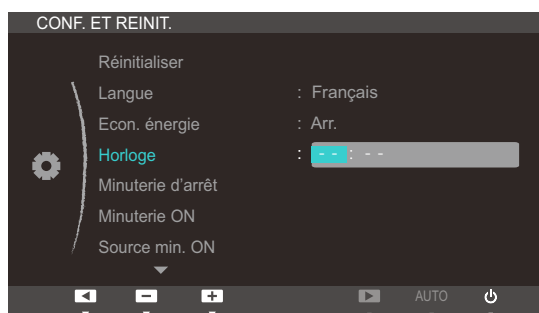 CONF. ET REINIT.
Réinitialiser
Langue : Français
Econ. énergie : Arr.
Horloge : - - : - -
Minuterie d'arrêt
Minuterie ON
Source min. ON
AUTO